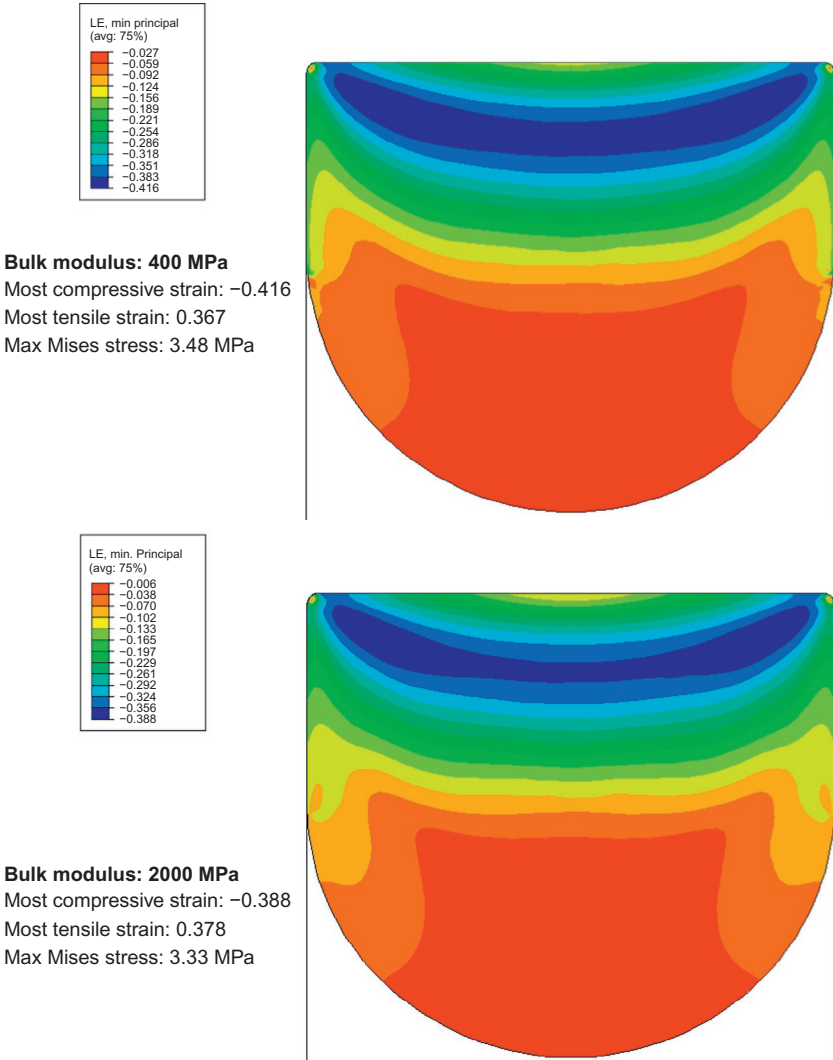 LE, min principal
(avg: 75%)
−0.027
−0.059
−0.092
−0.124
−0.156
−0.189
−0.221
−0.254
−0.286
−0.318
−0.351
−0.383
−0.416
Bulk modulus: 400 MPa
Most compressive strain: −0.416
Most tensile strain: 0.367
Max Mises stress: 3.48 MPa
LE, min. Principal
(avg: 75%)
−0.006
−0.038
−0.070
−0.102
−0.133
−0.165
−0.197
−0.229
−0.261
−0.292
−0.324
−0.356
−0.388
Bulk modulus: 2000 MPa
Most compressive strain: −0.388
Most tensile strain: 0.378
Max Mises stress: 3.33 MPa